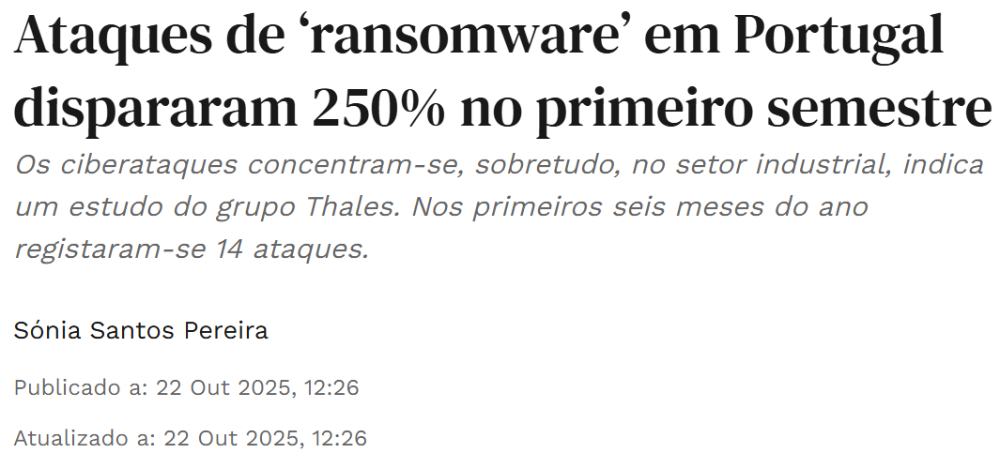 Ataques de ‘ransomware’ em Portugal
dispararam 250% no primeiro semestre
Os ciberataques concentram-se, sobretudo, no setor industrial, indica
um estudo do grupo Thales. Nos primeiros seis meses do ano
registaram-se 14 ataques.
Sónia Santos Pereira
Publicado a: 22 Out 2025, 12:26
Atualizado a: 22 Out 2025, 12:26